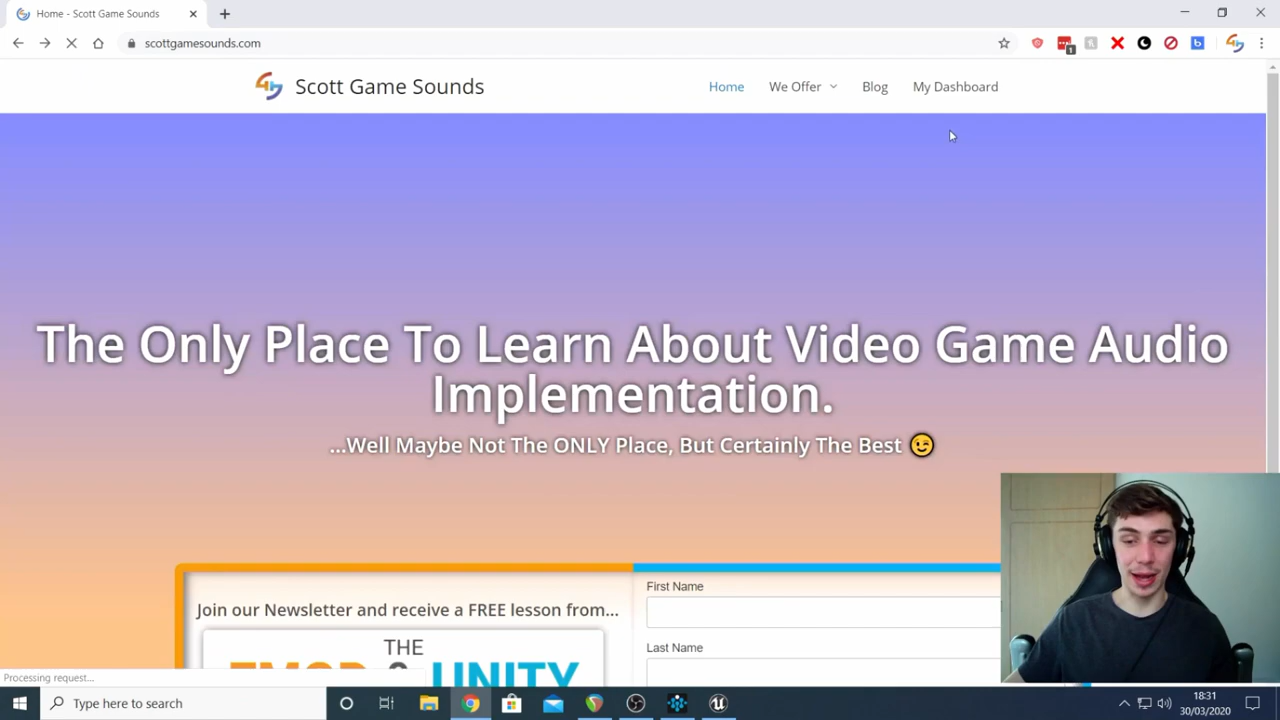 Home - Scott Game Sounds
scottgamesounds.com
1
Scott Game Sounds
Home
We Offer
Blog
My Dashboard
The Only Place To Learn About Video Game Audio
Implementation.
...Well Maybe Not The ONLY Place, But Certainly The Best 😉
Join our Newsletter and receive a FREE lesson from...
THE
FMOD & UNITY
First Name
Last Name
Processing request...
Type here to search
18:31
30/03/2020